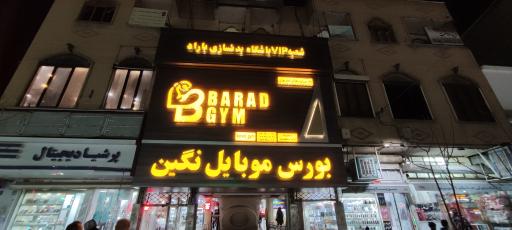 شعبه VIP باشگاه بدنسازی باراد
BARAD
GYM
بورس موبایل نگین
پرشیا دیجیتال